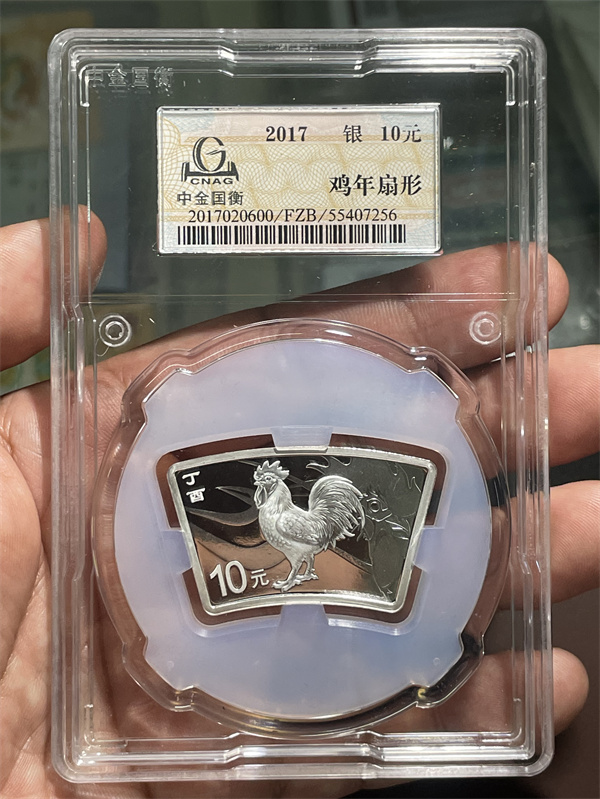 中金国衡
2017 银 10元
CNAG
中金国衡
鸡年扇形
2017020600/FZB/55407256
丁
酉
10元